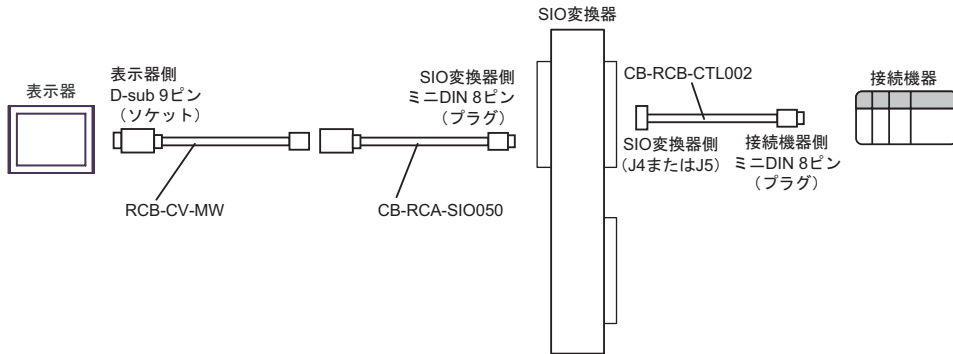 SIO変換器
表示器
表示器側
D-sub 9ピン
（ソケット）
SIO変換器側
ミニDIN 8ピン
（プラグ）
CB-RCB-CTL002
接続機器
SIO変換器側
（J4またはJ5）
接続機器側
ミニDIN 8ピン
（プラグ）
RCB-CV-MW
CB-RCA-SIO050